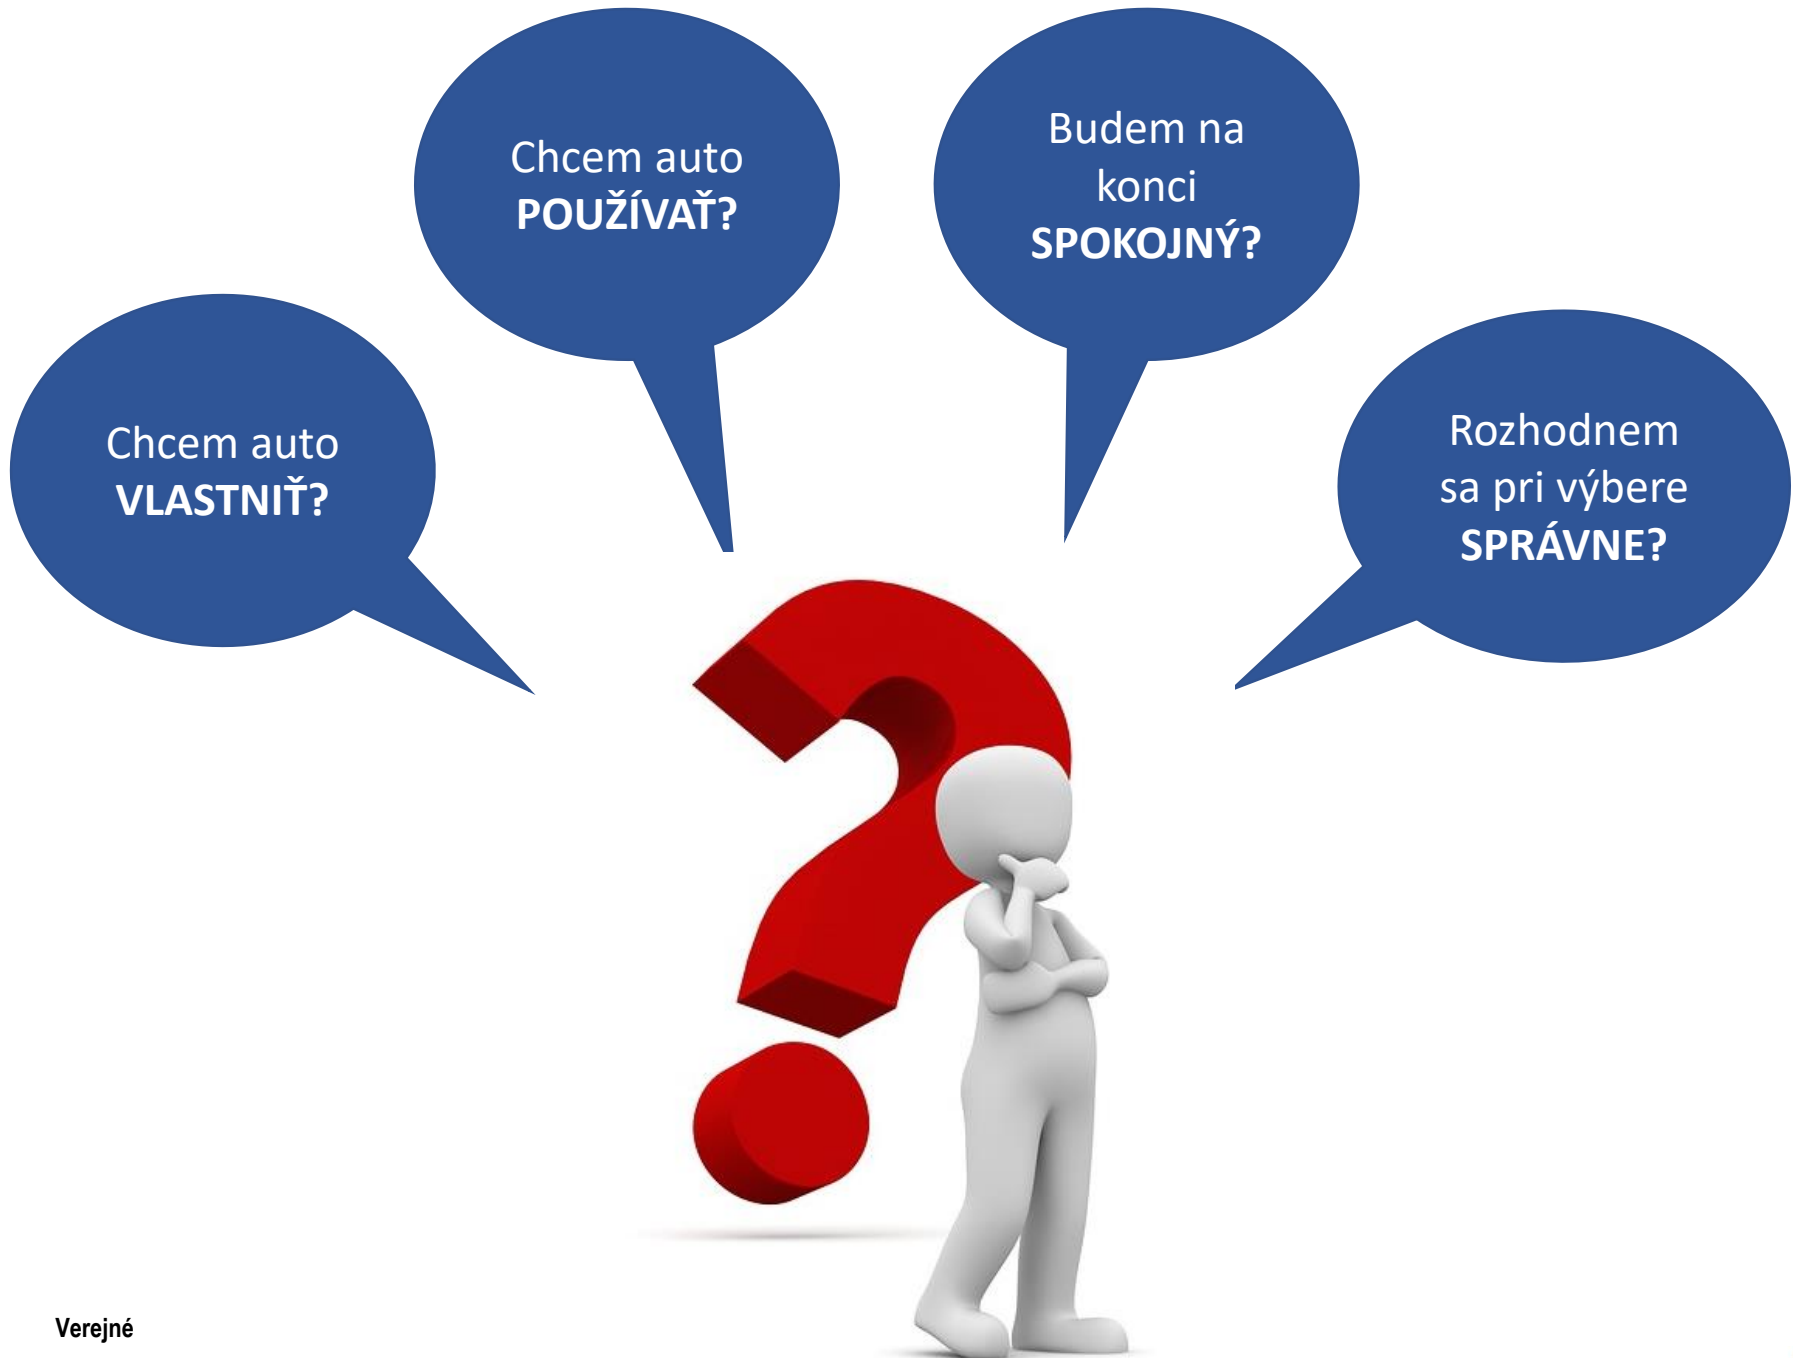 Chcem auto
VLASTNIŤ?
Chcem auto
POUŽÍVAŤ?
Budem na
konci
SPOKOJNÝ?
Rozhodnem
sa pri výbere
SPRÁVNE?
Verejné